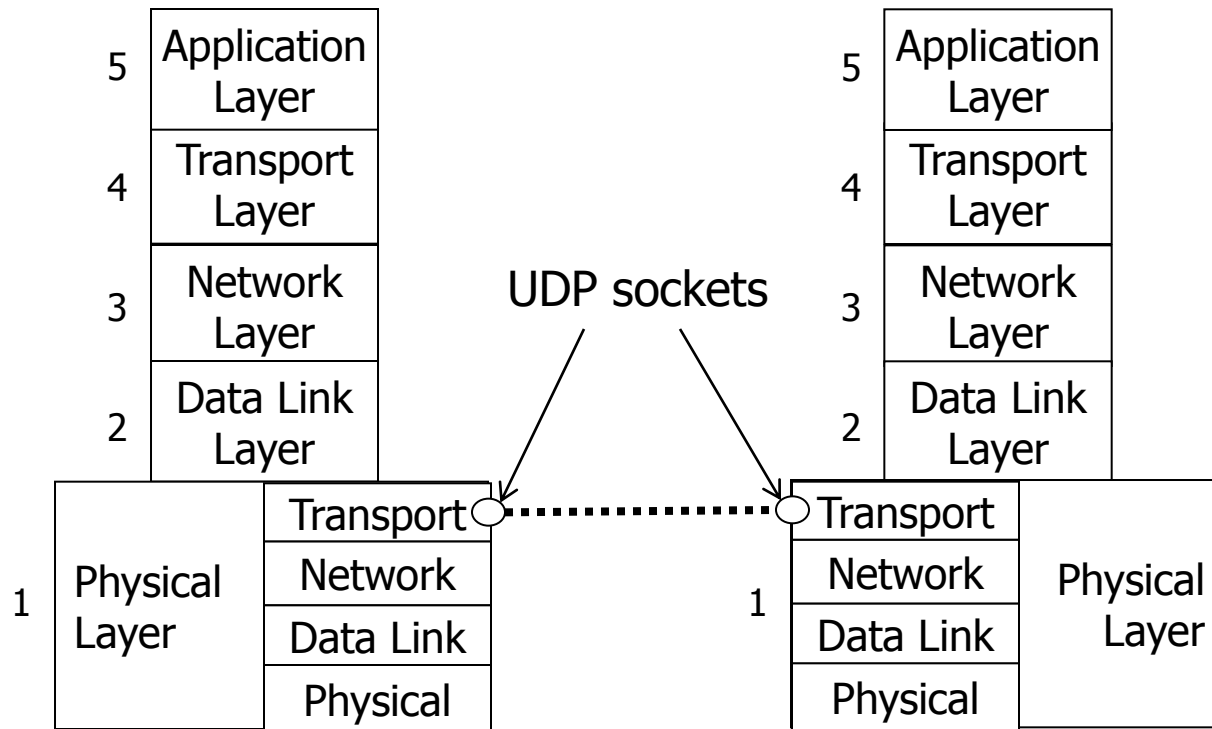 5
Application
Layer
4
Transport
Layer
3
Network
Layer
2
Data Link
Layer
1
Physical
Layer
Transport
Network
Data Link
Physical
UDP sockets
5
Application
Layer
4
Transport
Layer
3
Network
Layer
2
Data Link
Layer
1
Transport
Network
Data Link
Physical
Physical
Layer